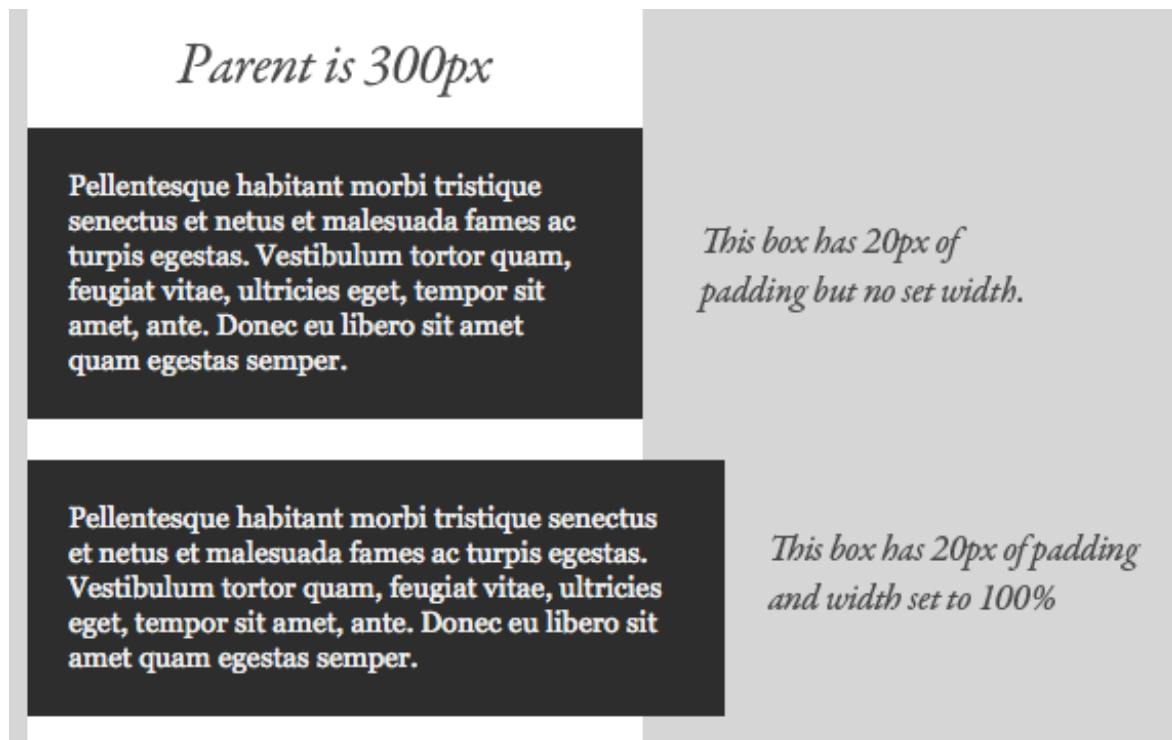 Parent is 300px
Pellentesque habitant morbi tristique
senectus et netus et malesuada fames ac
turpis egestas. Vestibulum tortor quam,
feugiat vitae, ultricies eget, tempor sit
amet, ante. Donec eu libero sit amet
quam egestas semper.
This box has 20px of
padding but no set width.
Pellentesque habitant morbi tristique senectus
et netus et malesuada fames ac turpis egestas.
Vestibulum tortor quam, feugiat vitae, ultricies
eget, tempor sit amet, ante. Donec eu libero sit
amet quam egestas semper.
This box has 20px of padding
and width set to 100%